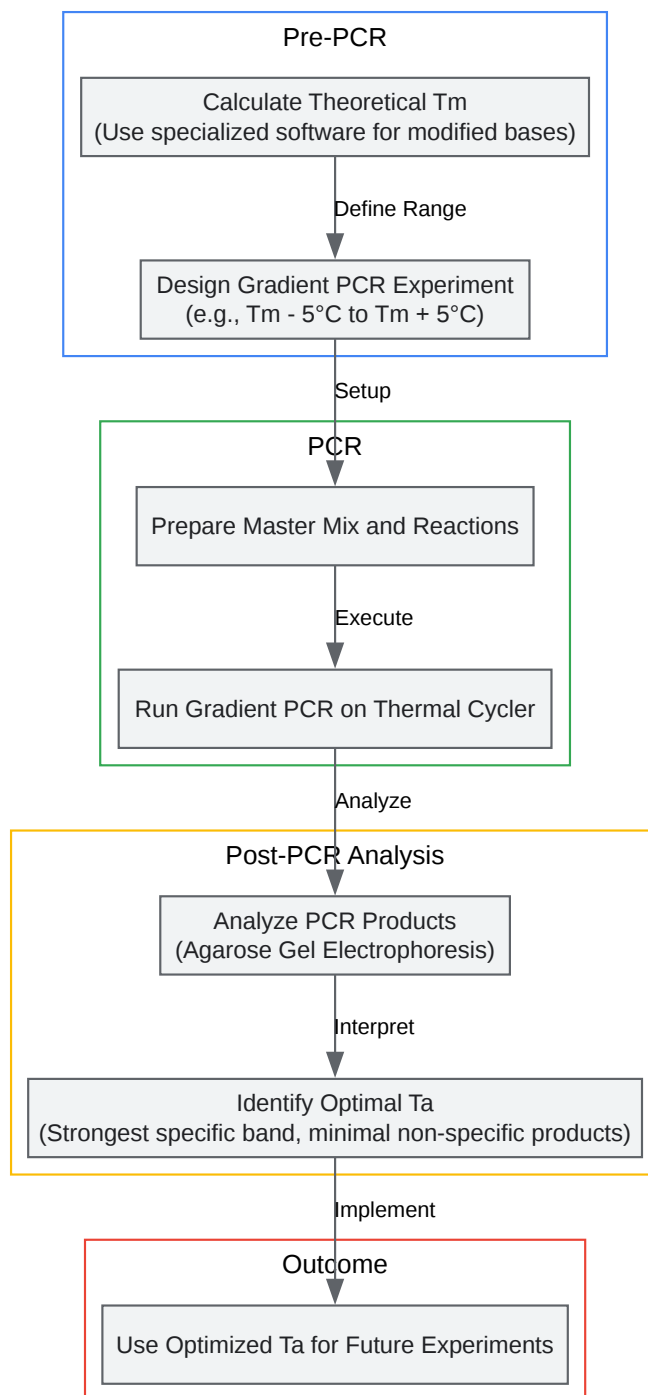 Pre-PCR
Calculate Theoretical Tm
(Use specialized software for modified bases)
Define Range
Design Gradient PCR Experiment
(e.g., Tm - 5°C to Tm + 5°C)
Setup
PCR
Prepare Master Mix and Reactions
Execute
Run Gradient PCR on Thermal Cycler
Analyze
Post-PCR Analysis
Analyze PCR Products
(Agarose Gel Electrophoresis)
Interpret
Identify Optimal Ta
(Strongest specific band, minimal non-specific products)
Implement
Outcome
Use Optimized Ta for Future Experiments